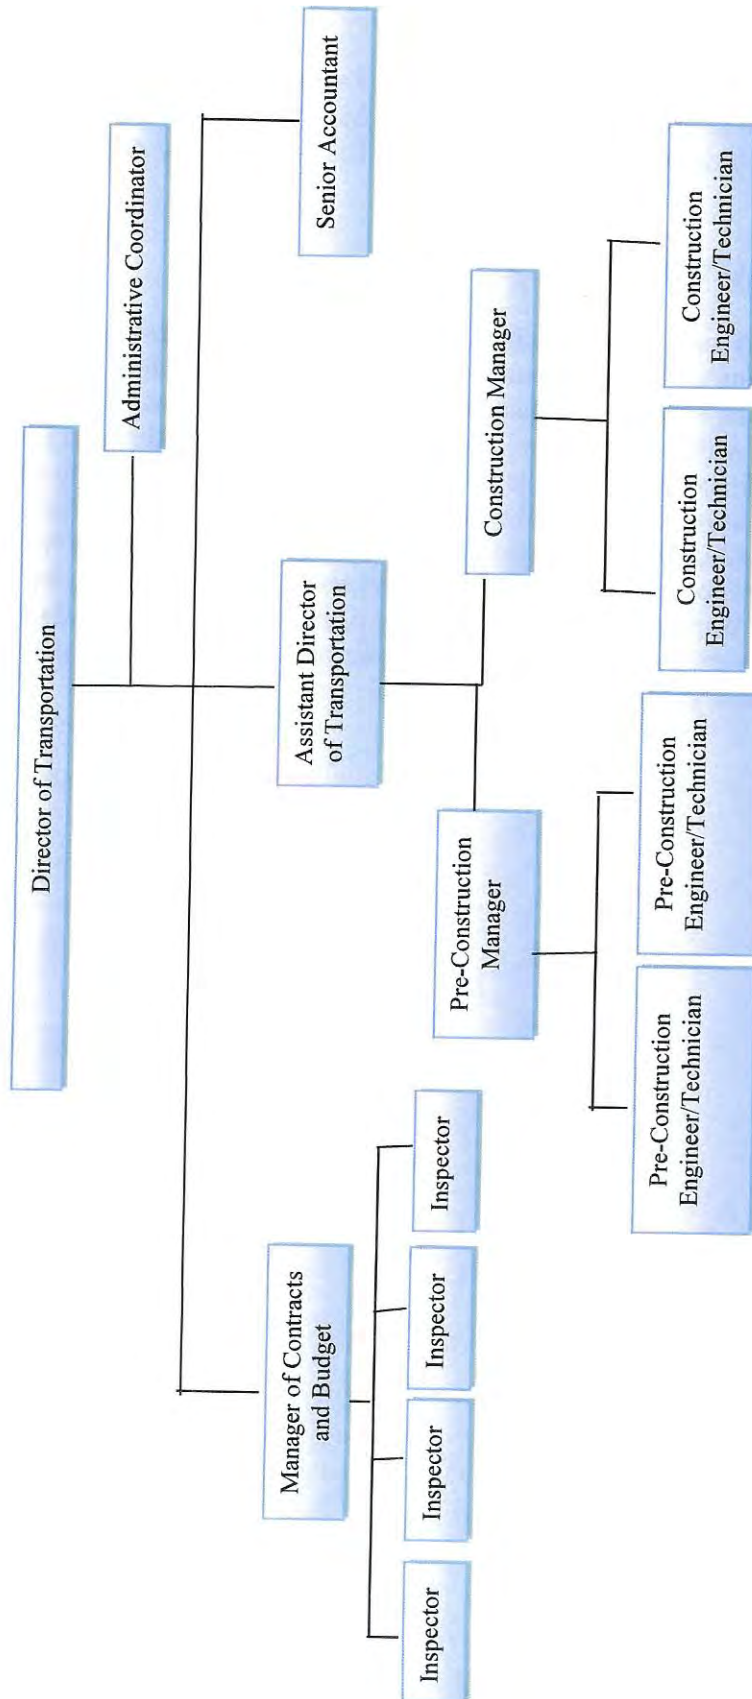 Director of Transportation
Administrative Coordinator
Manager of Contracts
and Budget
Assistant Director
of Transportation
Senior Accountant
Inspector
Inspector
Inspector
Inspector
Pre-Construction
Manager
Construction Manager
Pre-Construction
Engineer/Technician
Pre-Construction
Engineer/Technician
Construction
Engineer/Technician
Construction
Engineer/Technician